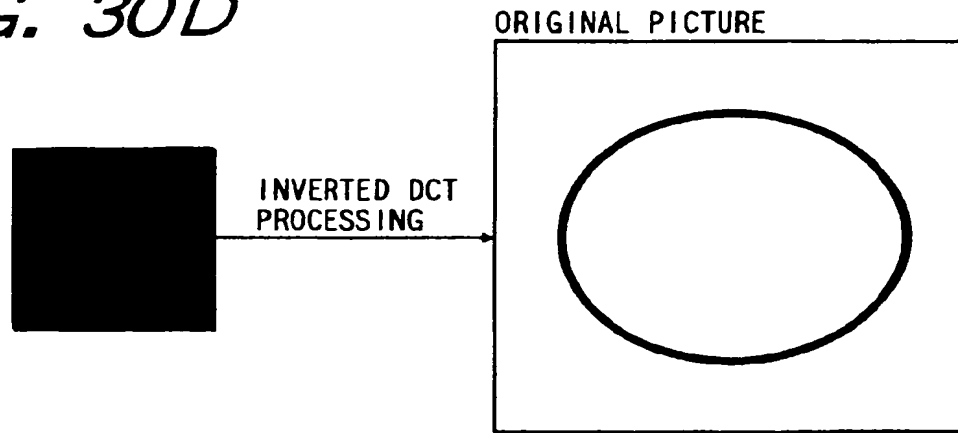 G. 30D
ORIGINAL PICTURE
INVERTED DCT
PROCESSING